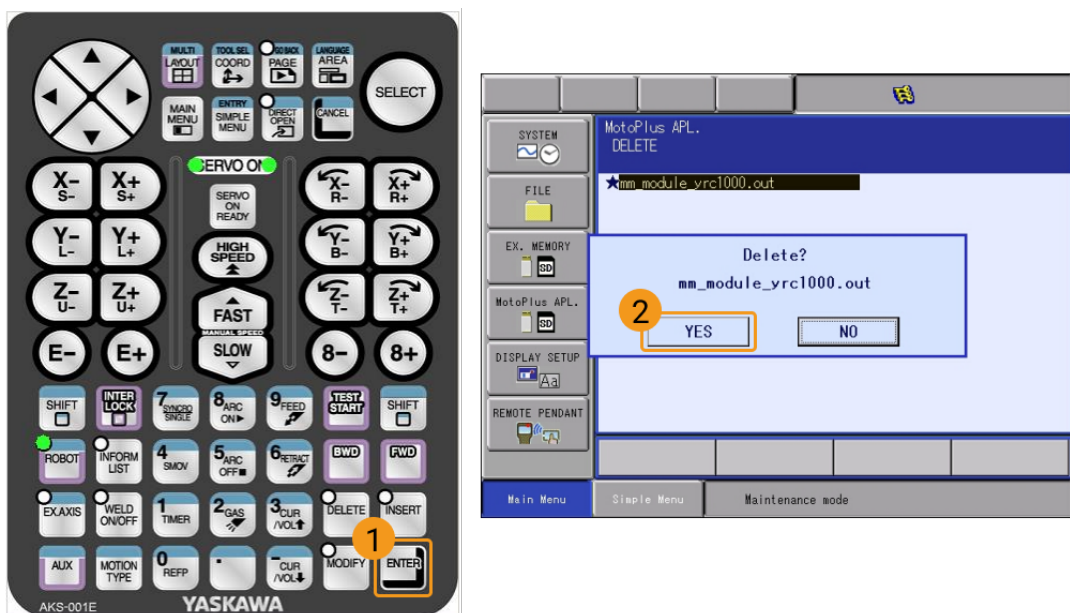 MULTI
LAYOUT
TOOL SEL
COORD
GO BACK
PAGE
LANGUAGE
AREA
SELECT
MAIN
MENU
ENTRY
SIMPLE
MENU
DIRECT
OPEN
CANCEL
SERVO ON
X-
S-
X+
S+
SERVO
ON
READY
X-
R-
X+
R+
Y-
L-
Y+
L+
HIGH
SPEED
Y-
B-
Y+
B+
Z-
U-
Z+
U+
FAST
MANUAL SPEED
SLOW
Z-
T-
Z+
T+
E-
E+
8-
8+
SHIFT
INTER
LOCK
7
SYNCRO
SINGLE
8
ARC
ON
9
FEED
TEST
START
SHIFT
ROBOT
INFORM
LIST
4
SMOV
5
ARC
OFF
6
RETRACT
BWD
FWD
EX.AXIS
WELD
ON/OFF
1
TIMER
2
GAS
3
CUR
/VOL
DELETE
INSERT
1
AUX
MOTION
TYPE
0
REFP
.
-
CUR
/VOL
MODIFY
ENTER
AKS-001E
YASKAWA
SYSTEM
FILE
EX. MEMORY
SD
MotoPlus APL.
SD
DISPLAY SETUP
Aa
REMOTE PENDANT
MotoPlus APL.
DELETE
★mm_module_yrc1000.out
Delete?
mm_module_yrc1000.out
2
YES
NO
Main Menu
Simple Menu
Maintenance mode